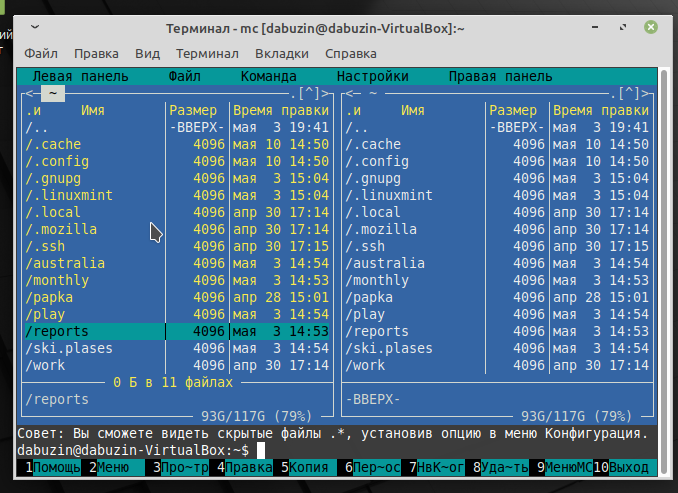 Терминал - mc [dabuzin@dabuzin-VirtualBox]:~
Файл Правка Вид Терминал Вкладки Справка
Левая панель Файл Команда Настройки Правая панель
<─ ~ ─.[^]> <─ ~ ─.[^]>
.и Имя Размер Время правки .и Имя Размер Время правки
/.. -ВВЕРХ- мая 3 19:41 /.. -ВВЕРХ- мая 3 19:41
/.cache 4096 мая 10 14:50 /.cache 4096 мая 10 14:50
/.config 4096 мая 10 14:50 /.config 4096 мая 10 14:50
/.gnupg 4096 мая 3 15:04 /.gnupg 4096 мая 3 15:04
/.linuxmint 4096 мая 3 15:04 /.linuxmint 4096 мая 3 15:04
/.local 4096 апр 30 17:14 /.local 4096 апр 30 17:14
/.mozilla 4096 апр 30 17:14 /.mozilla 4096 апр 30 17:14
/.ssh 4096 апр 30 17:15 /.ssh 4096 апр 30 17:15
/australia 4096 мая 3 14:54 /australia 4096 мая 3 14:54
/monthly 4096 мая 3 14:53 /monthly 4096 мая 3 14:53
/papka 4096 апр 28 15:01 /papka 4096 апр 28 15:01
/play 4096 мая 3 14:54 /play 4096 мая 3 14:54
/reports 4096 мая 3 14:53 /reports 4096 мая 3 14:53
/ski.plases 4096 мая 3 14:54 /ski.plases 4096 мая 3 14:54
/work 4096 апр 30 17:14 /work 4096 апр 30 17:14
0 Б в 11 файлах
/reports -ВВЕРХ-
93G/117G (79%) 93G/117G (79%)
Совет: Вы сможете видеть скрытые файлы .*, установив опцию в меню Конфигурация.
dabuzin@dabuzin-VirtualBox:~$
1Помощь 2Меню 3Про~тр 4Правка 5Копия 6Пер~ос 7НвК~ог 8Уда~ть 9МенюMC 10Выход